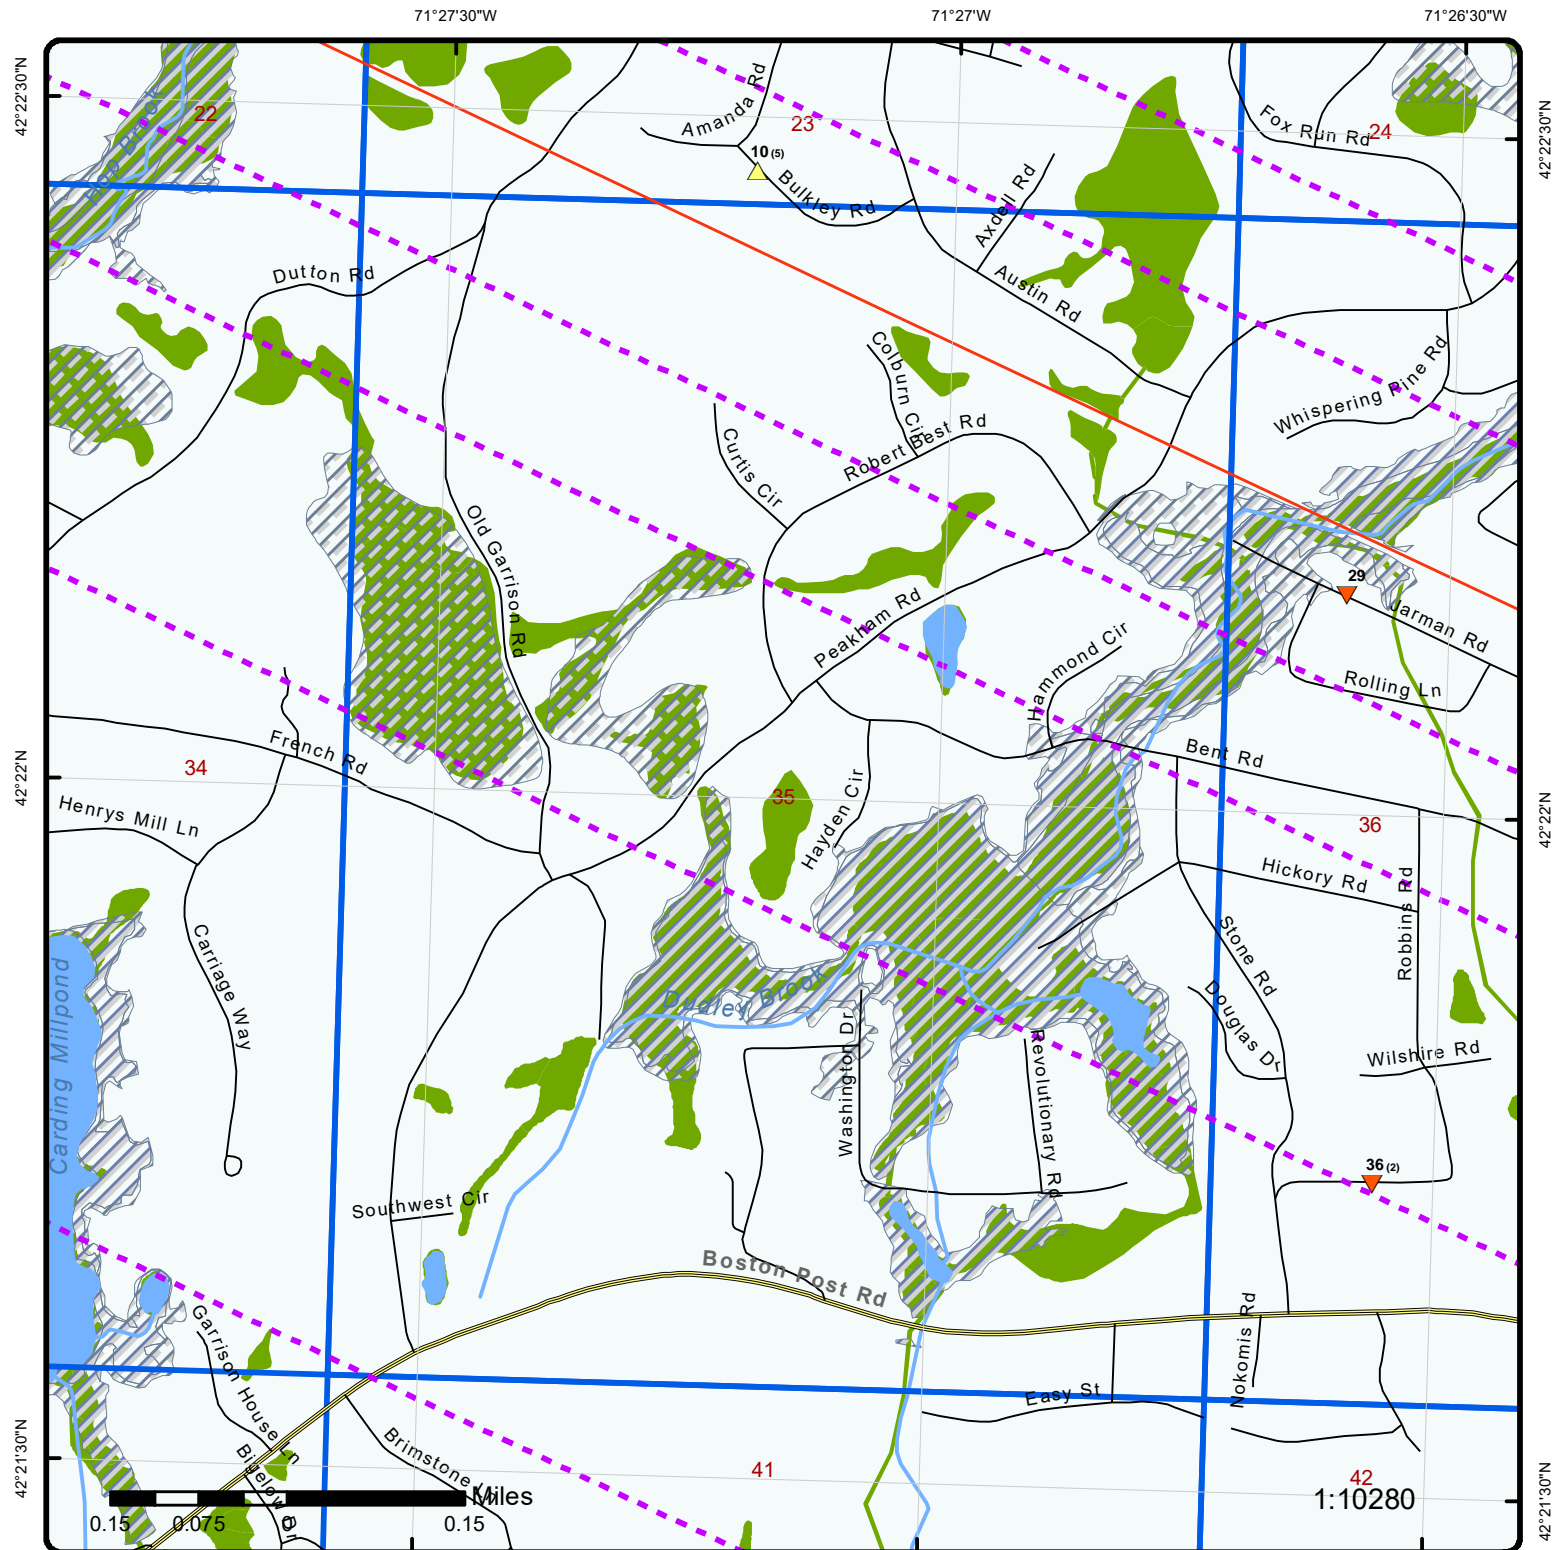 71°27'30"W
71°27'W
71°26'30"W
42°22'30"N
42°22'30"N
22
23
24
Hop Brook
Amanda Rd
Fox Run Rd
10 (5)
Bulkley Rd
Axdell Rd
Dutton Rd
Austin Rd
Colburn Cir
Whispering Pine Rd
Robert Best Rd
Curtis Cir
Old Garrison Rd
29
Jarman Rd
Peakham Rd
Hammond Cir
Rolling Ln
French Rd
Bent Rd
42°22'N
42°22'N
34
35
36
Henrys Mill Ln
Hayden Cir
Hickory Rd
Robbins Rd
Carriage Way
Stone Rd
Carding Millpond
Dudley Brook
Douglas Dr
Washington Dr
Revolutionary Rd
Wilshire Rd
36 (2)
Southwest Cir
Boston Post Rd
Garrison House Ln
Nokomis Rd
Easy St
Brimstone Ln
Bigelow Dr
41
42
42°21'30"N
42°21'30"N
Miles
1:10280
0.15
0.075
0
0.15